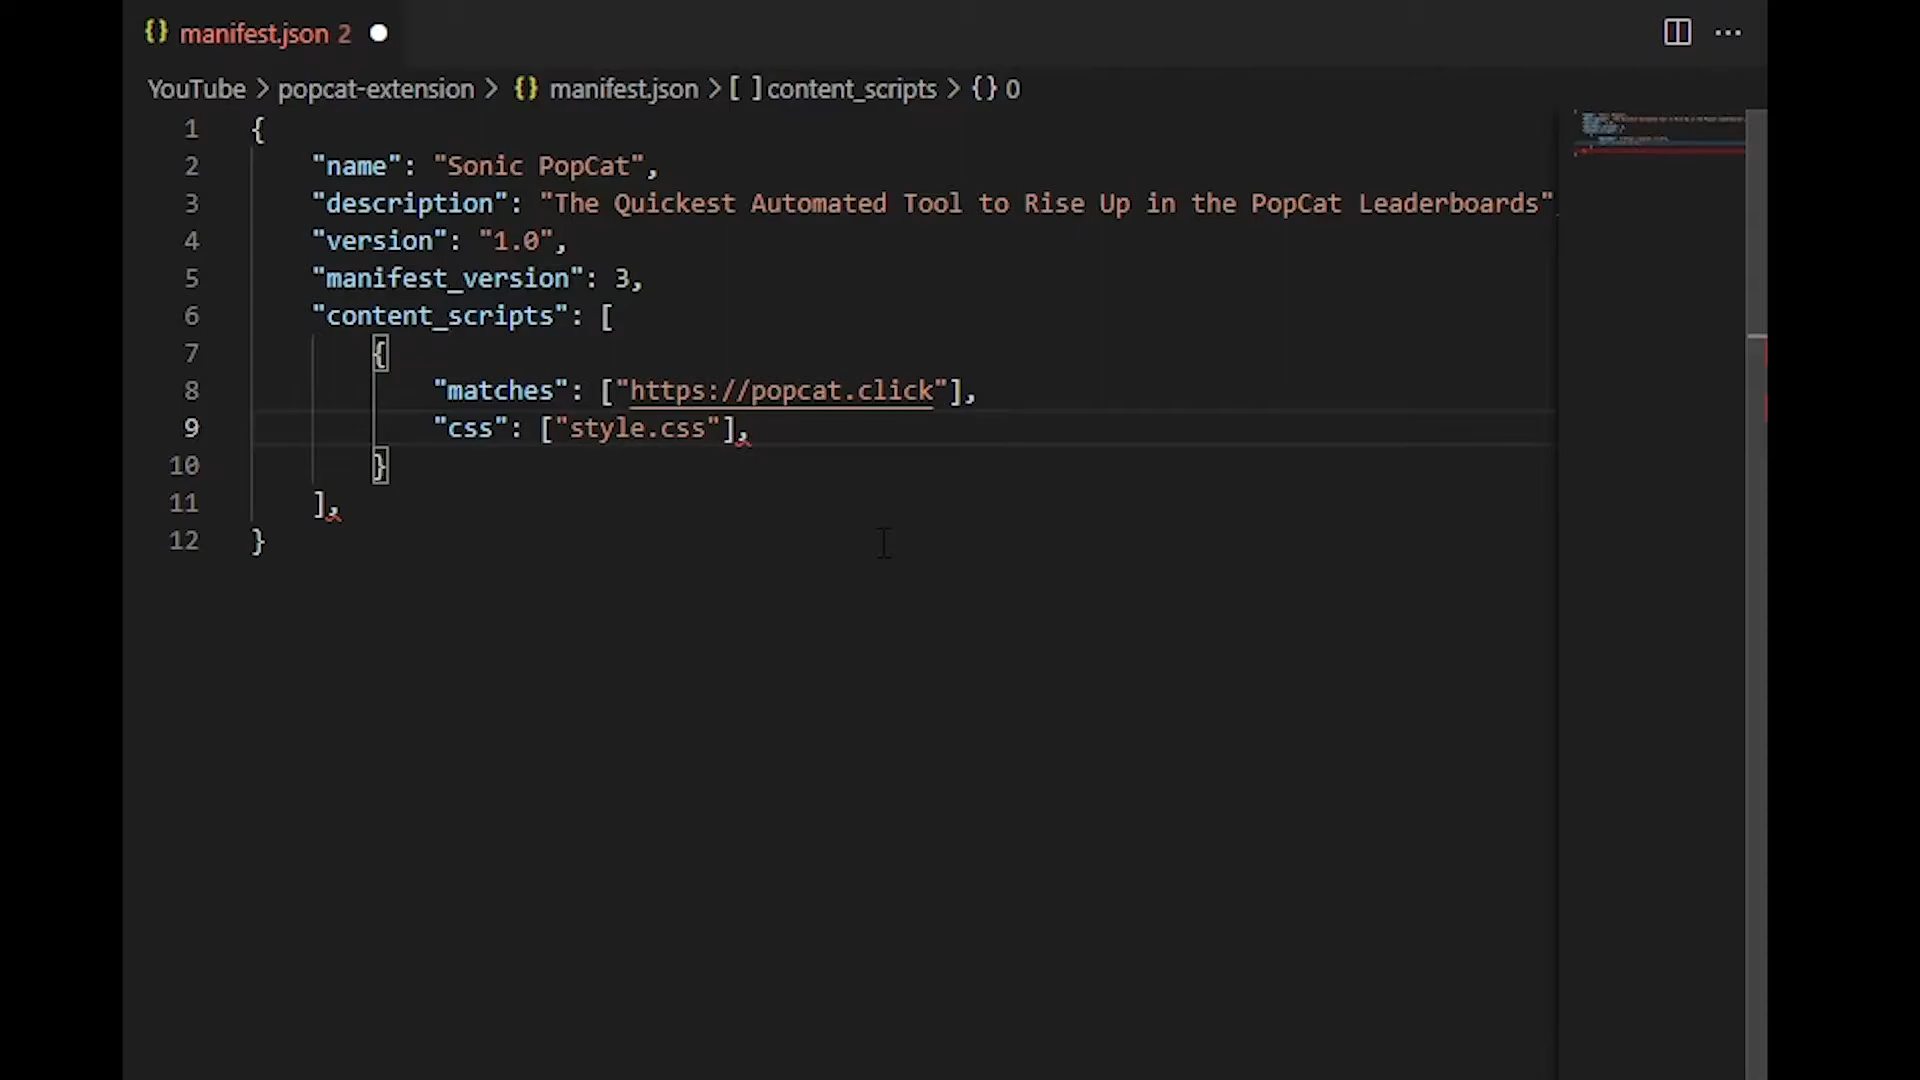 {} manifest.json 2
YouTube > popcat-extension > {} manifest.json > [ ] content_scripts > {} 0
1 {
2 "name": "Sonic PopCat",
3 "description": "The Quickest Automated Tool to Rise Up in the PopCat Leaderboards"
4 "version": "1.0",
5 "manifest_version": 3,
6 "content_scripts": [
7 {
8 "matches": ["https://popcat.click"],
9 "css": ["style.css"],
10 }
11 ],
12 }